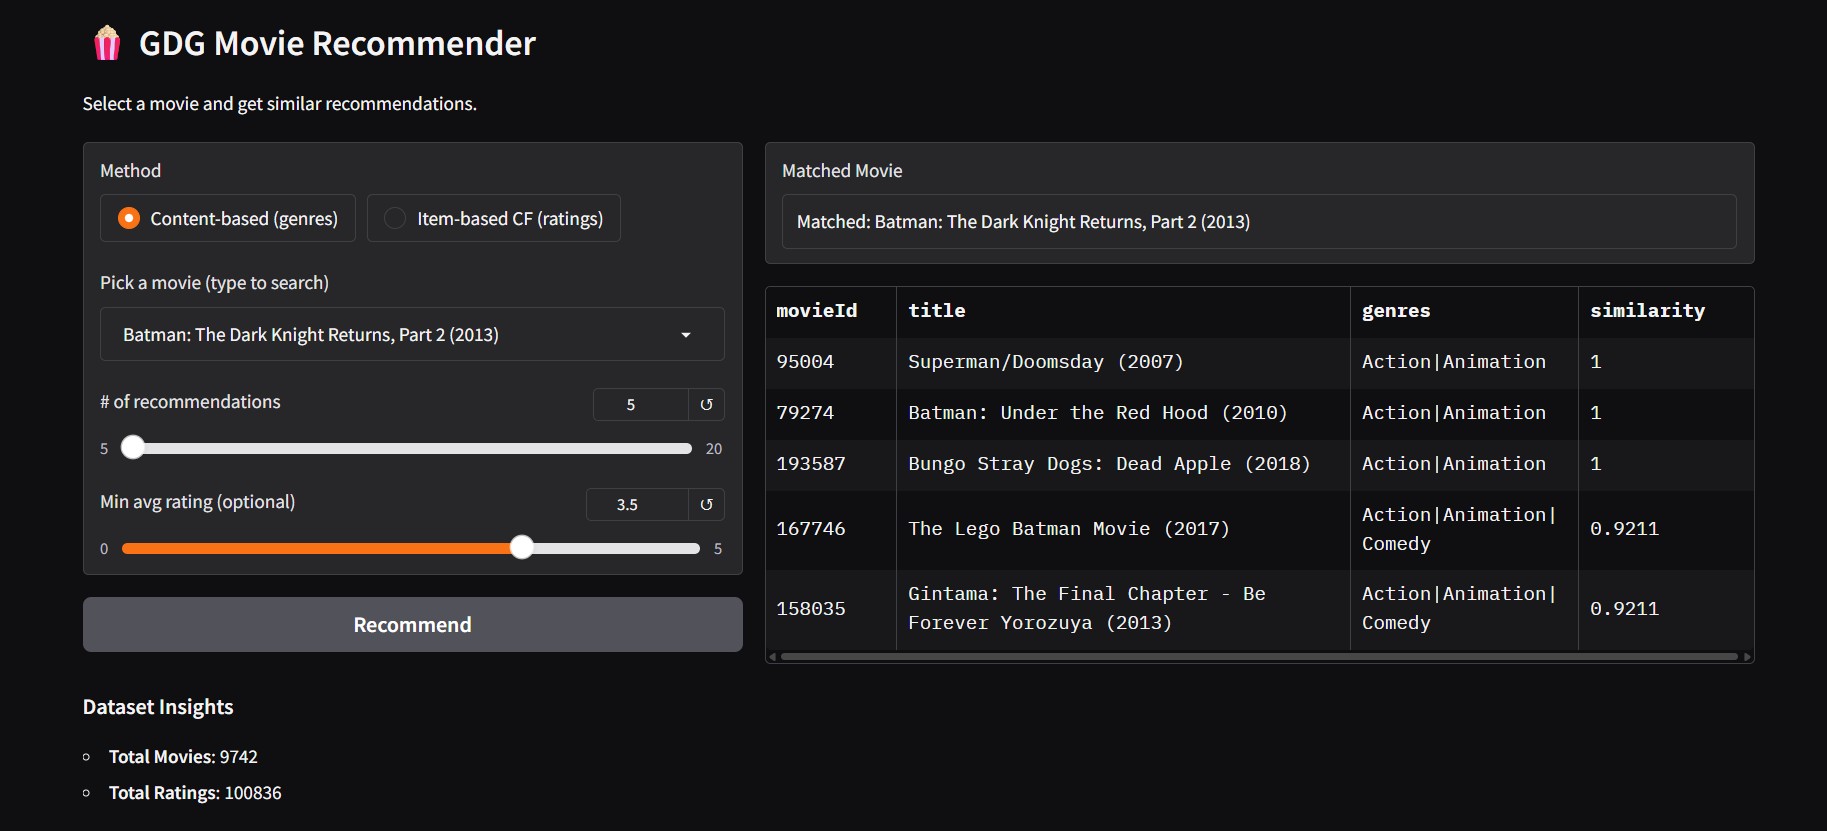 GDG Movie Recommender
Select a movie and get similar recommendations.
Method
Content-based (genres)
Item-based CF (ratings)
Pick a movie (type to search)
Batman: The Dark Knight Returns, Part 2 (2013)
# of recommendations
5
↺
5
20
Min avg rating (optional)
3.5
↺
0
5
Recommend
Matched Movie
Matched: Batman: The Dark Knight Returns, Part 2 (2013)
movieId title genres similarity
95004 Superman/Doomsday (2007) Action|Animation 1
79274 Batman: Under the Red Hood (2010) Action|Animation 1
193587 Bungo Stray Dogs: Dead Apple (2018) Action|Animation 1
167746 The Lego Batman Movie (2017) Action|Animation|
Comedy 0.9211
158035 Gintama: The Final Chapter - Be
Forever Yorozuya (2013) Action|Animation|
Comedy 0.9211
Dataset Insights
Total Movies: 9742
Total Ratings: 100836